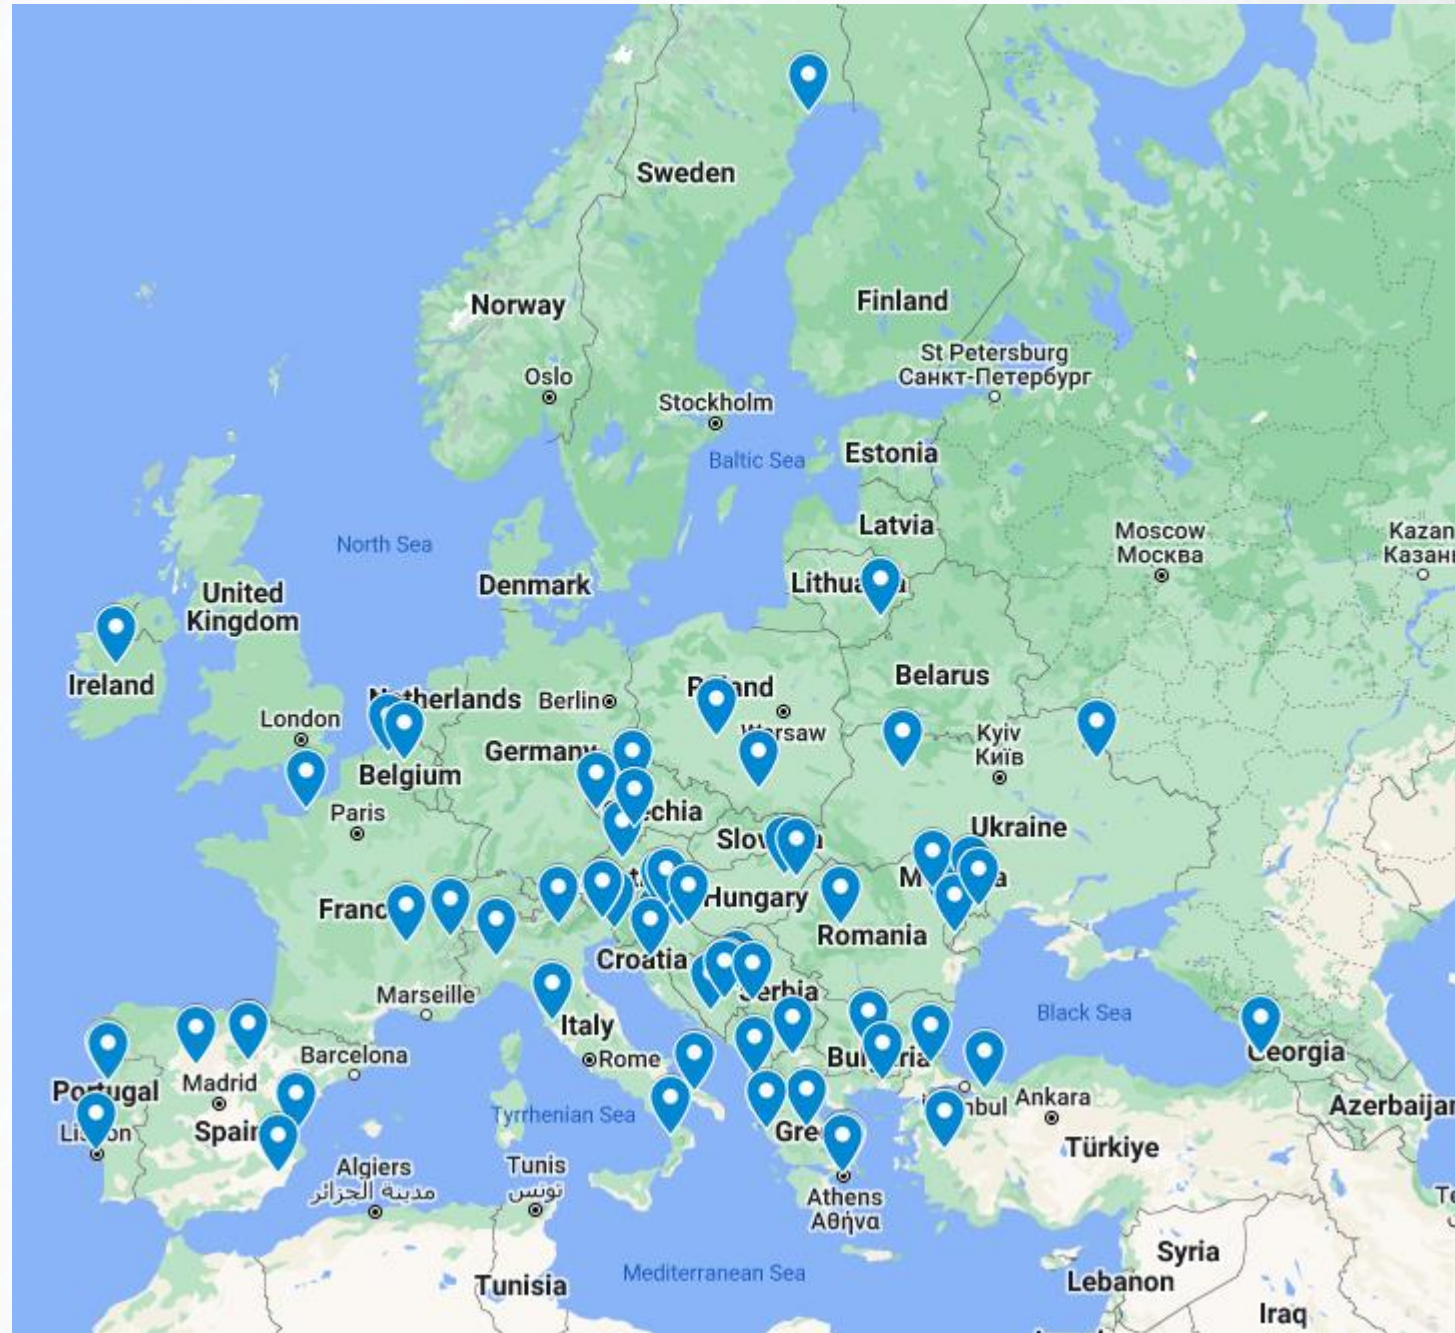 Sweden
Norway
Finland
St Petersburg
Санкт-Петербург
Oslo
Stockholm
Baltic Sea
Estonia
Latvia
Moscow
Москва
Kazan
North Sea
Denmark
United
Kingdom
Belarus
Ireland
Berlin
London
Warsaw
Kyiv
Київ
Germany
Belgium
Paris
Ukraine
Hungary
Romania
Croatia
Marseille
Italy
Black Sea
Rome
Barcelona
Georgia
Portugal
Madrid
Ankara
Azerbaijan
Tyrrhenian Sea
Türkiye
Algiers
مدينة الجزائر
Tunis
تونس
Athens
Αθήνα
Syria
Mediterranean Sea
Lebanon
Tunisia
Iraq